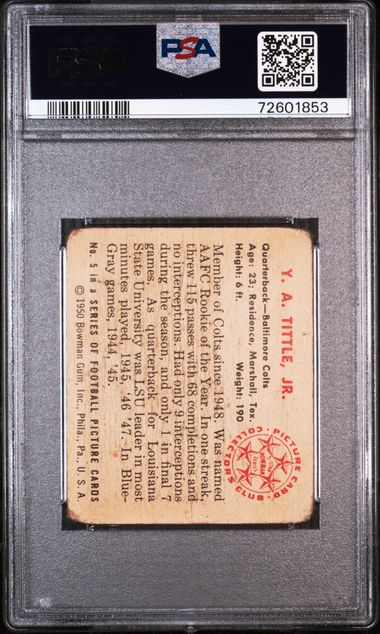 PSA
PSA
72601853
Y. A. TITTLE, JR.
Quarterback—Baltimore Colts
Age: 23; Residence, Marshall, Tex.
Height: 6 ft. Weight: 190
PICTURE CARD
COLLECTORS CLUB
BOWMAN
Member of Colts since 1948. Was named
AAFC Rookie of the Year. In one streak,
threw 115 passes with 68 completions and
no interceptions. Had only 9 interceptions
during the season, and only 1 in final 7
games. As quarterback for Louisiana
State University was LSU leader in most
minutes played, 1945, '46 '47. In Blue-
Gray games, 1944, '45.
No. 5 in a SERIES OF FOOTBALL PICTURE CARDS
© 1950 Bowman Gum, Inc., Phila., Pa., U. S. A.